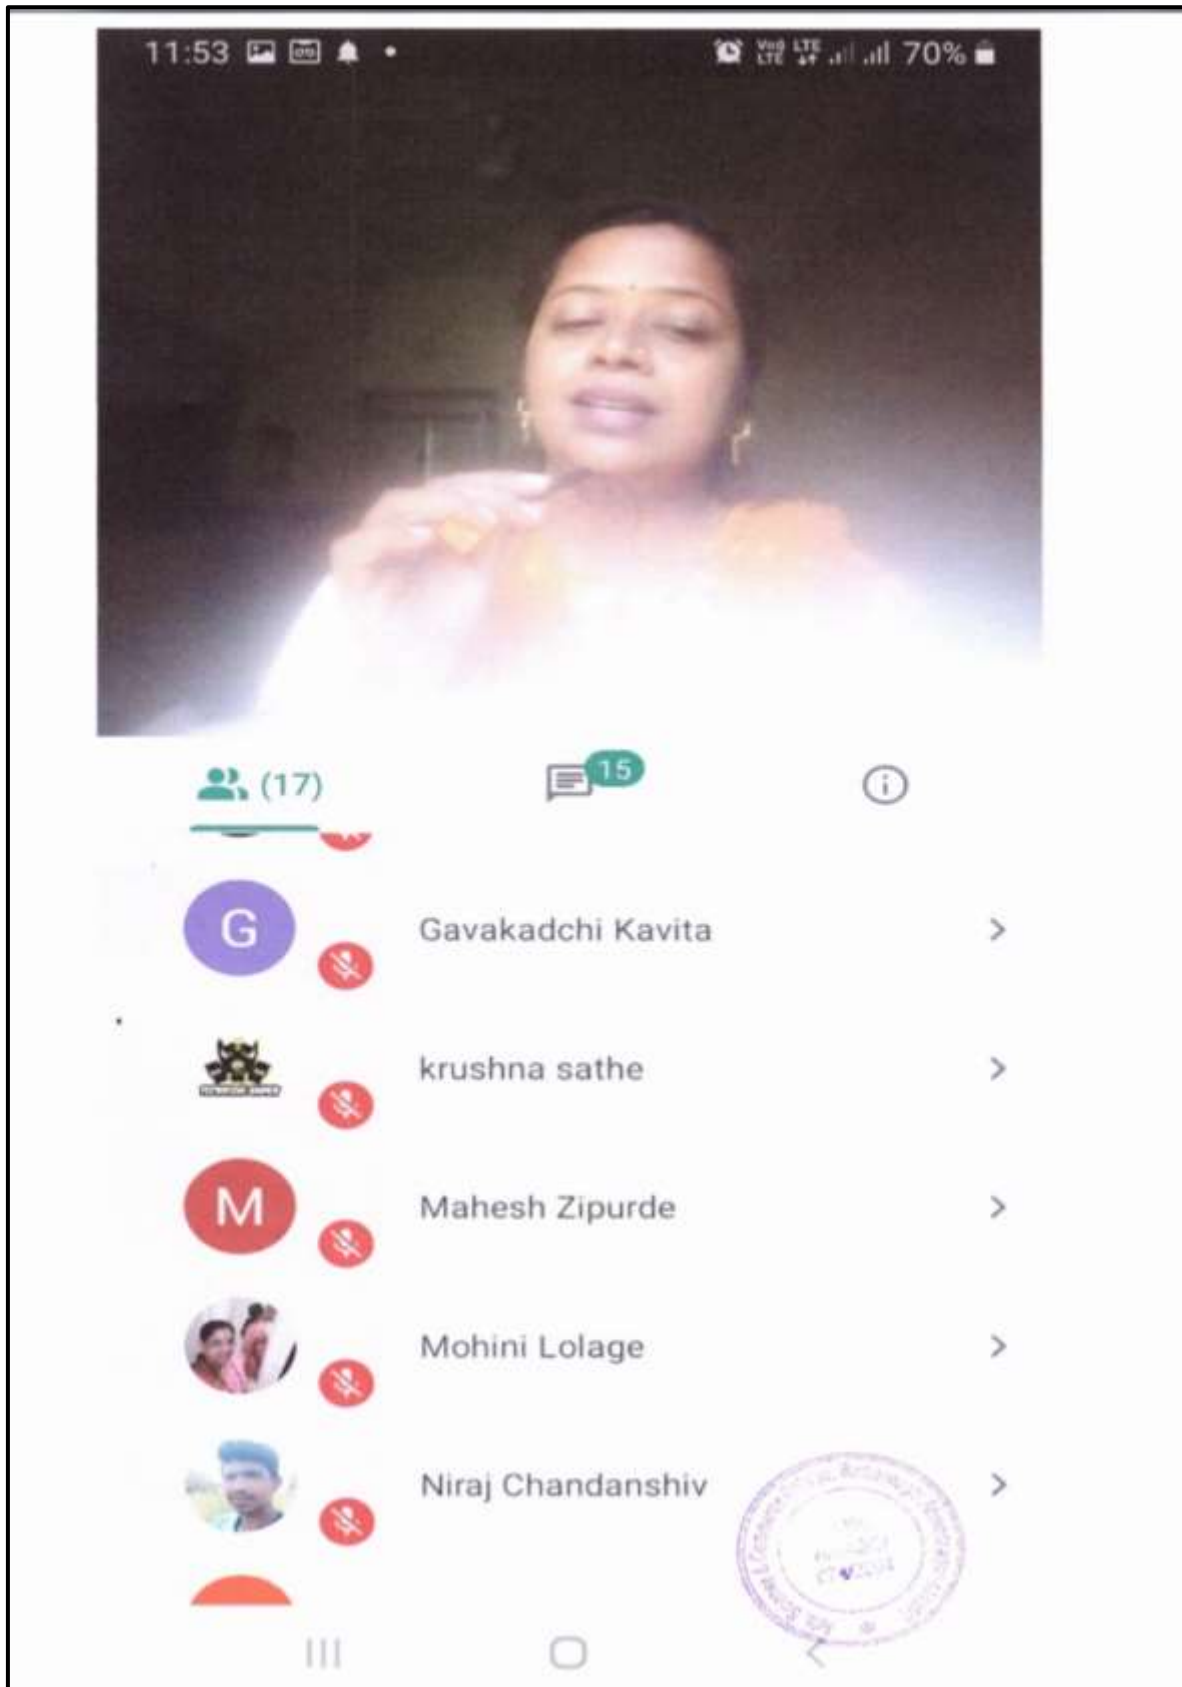 11:53 70%
(17) 15
G Gavakadchi Kavita
krushna sathe
M Mahesh Zipurde
Mohini Lolage
Niraj Chandanshiv